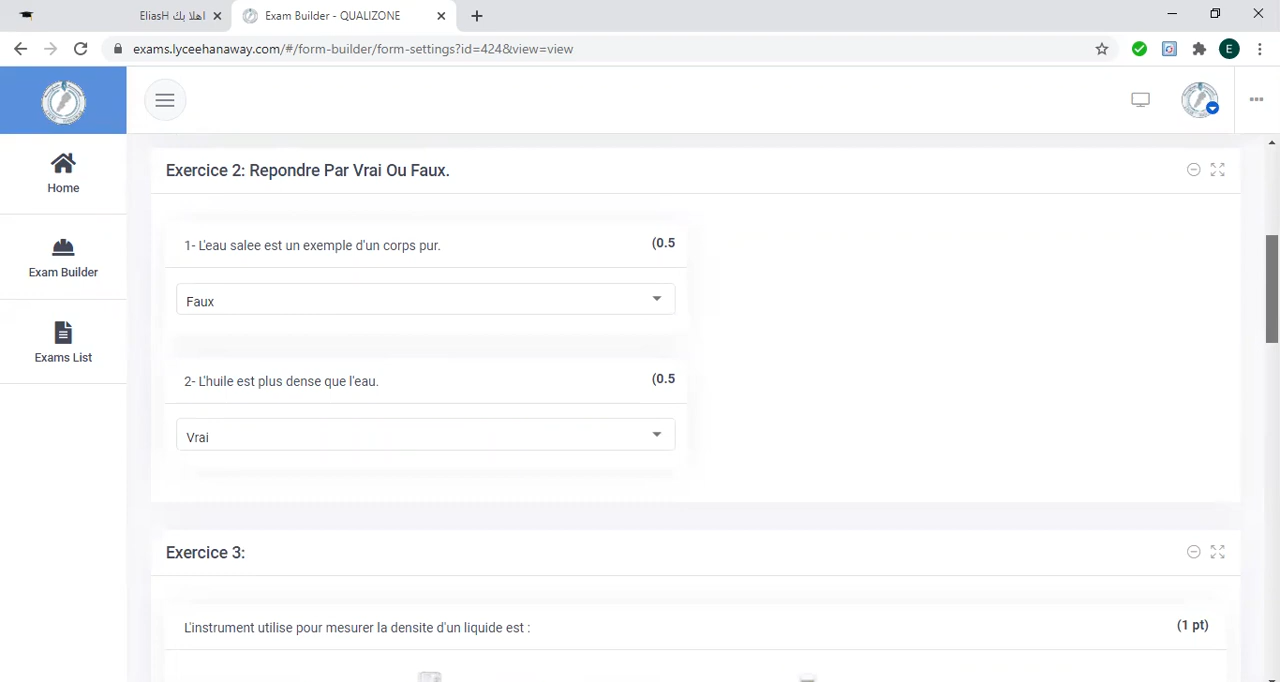 اهلا بك EliasH
Exam Builder - QUALIZONE
exams.lyceehanaway.com/#/form-builder/form-settings?id=424&view=view
E
Home
Exam Builder
Exams List
Exercice 2: Repondre Par Vrai Ou Faux.
1- L'eau salee est un exemple d'un corps pur.
(0.5
Faux
2- L'huile est plus dense que l'eau.
(0.5
Vrai
Exercice 3:
L'instrument utilise pour mesurer la densite d'un liquide est :
(1 pt)